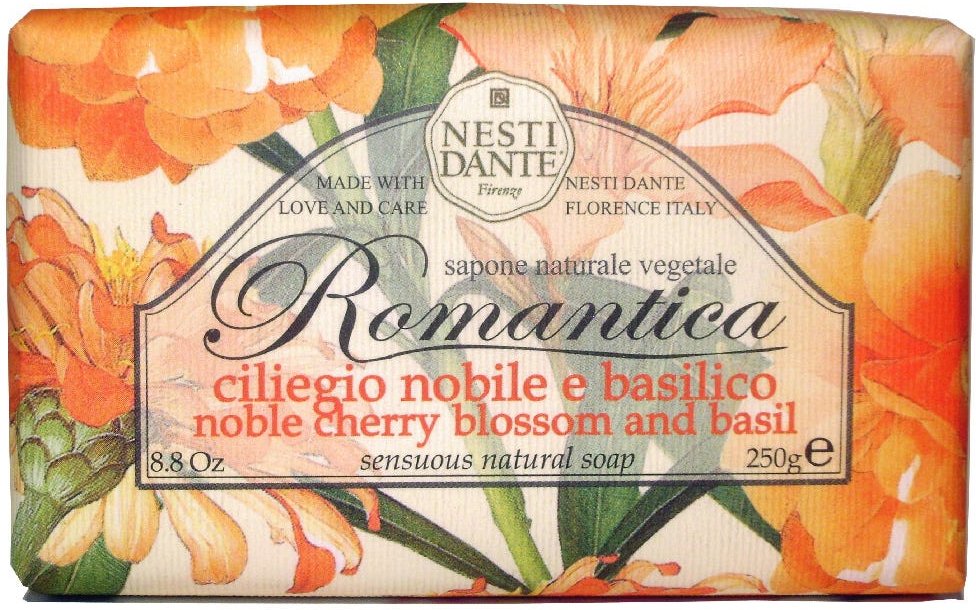 NESTI
DANTE
Firenze
MADE WITH
LOVE AND CARE
NESTI DANTE
FLORENCE ITALY
sapone naturale vegetale
Romantica
ciliegio nobile e basilico
noble cherry blossom and basil
8.8 Oz
sensuous natural soap
250g e